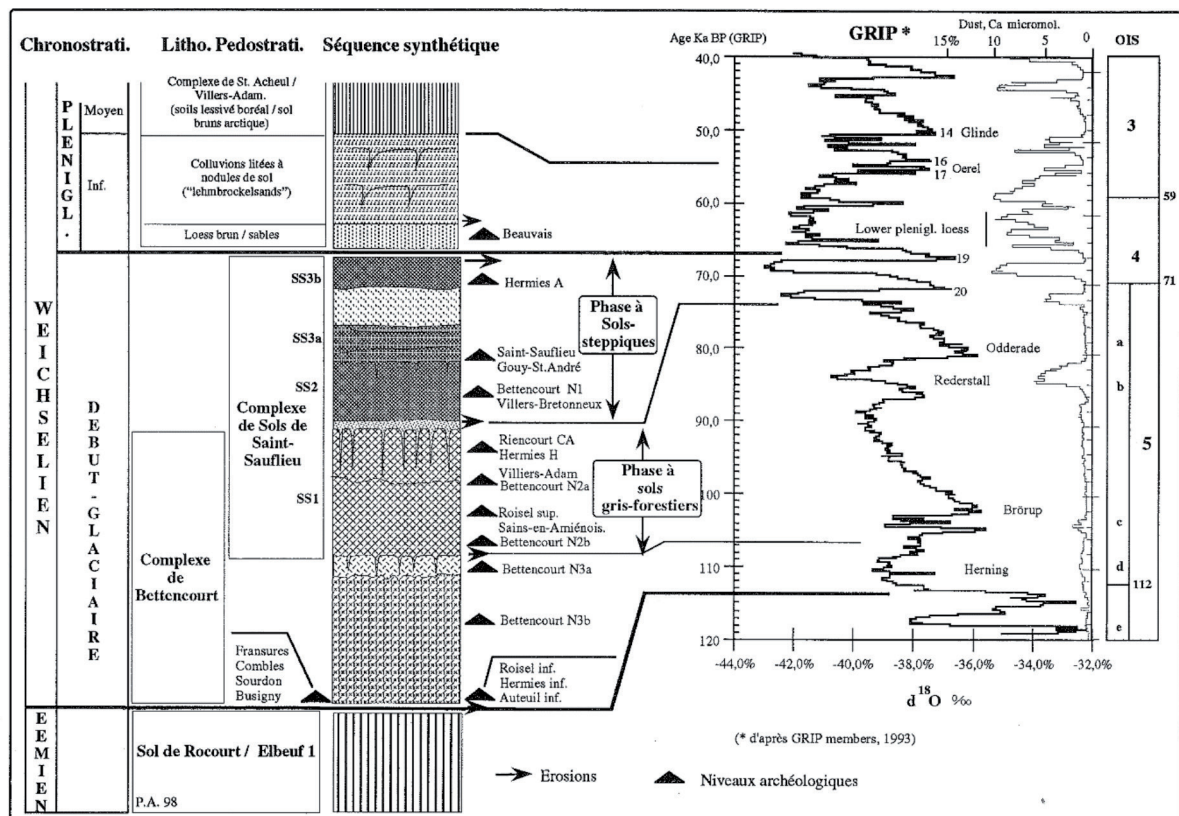 Chronostrati.
Litho. Pedostrati.
Séquence synthétique
Age Ka BP (GRIP)
GRIP *
Dust, Ca micromol.
15%
10
5
0
OIS
WEICHSELIEN
PLENIGL.
Moyen
Inf.
Complexe de St. Acheul /
Villers-Adam.
(soils lessivé boréal / sol
bruns arctique)
Colluvions litées à
nodules de sol
("lehmbrockelsands")
Loess brun / sables
Beauvais
DEBUT-GLACIAIRE
Complexe
de Sols de
Saint-
Sauflieu
SS3b
SS3a
SS2
SS1
Complexe
de
Bettencourt
Fransures
Combles
Sourdon
Busigny
Hermies A
Saint-Sauflieu
Gouy-St.André
Bettencourt N1
Villers-Bretonneux
Riencourt CA
Hermies H
Villiers-Adam
Bettencourt N2a
Roisel sup.
Sains-en-Amiénois.
Bettencourt N2b
Bettencourt N3a
Bettencourt N3b
Roisel inf.
Hermies inf.
Auteuil inf.
Phase à
Sols-
steppiques
Phase à
sols
gris-forestiers
EEMIEN
Sol de Rocourt / Elbeuf 1
P.A. 98
Erosions
Niveaux archéologiques
40,0
50,0
60,0
70,0
80,0
90,0
100
110
120
14 Glinde
16
Oerel
17
Lower plenigl. loess
19
20
Odderade
Rederstall
Brörup
Herning
3
59
4
71
a
b
5
c
d
112
e
-44,0%
-42,0%
-40,0%
-38,0%
-36,0%
-34,0%
-32,0%
d18O ‰
(* d'après GRIP members, 1993)